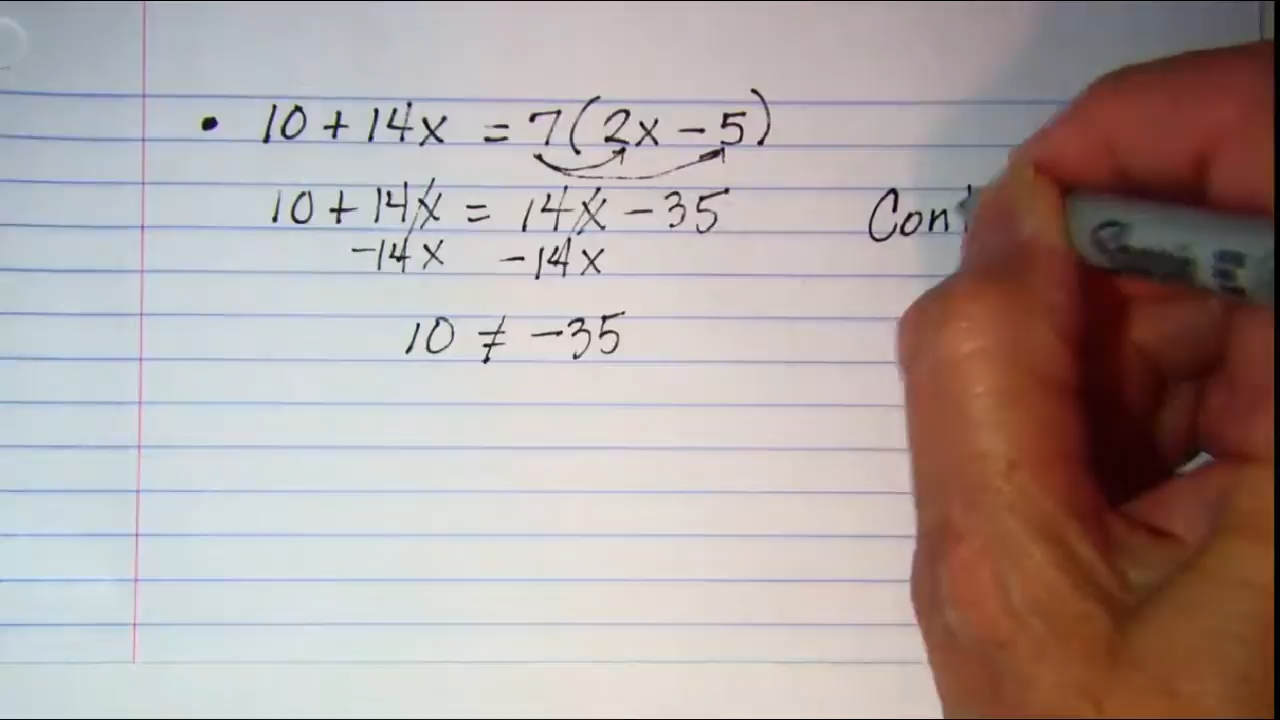 • 10 + 14x = 7(2x - 5)
10 + 14x = 14x - 35
-14x -14x
10 ≠ -35
Con